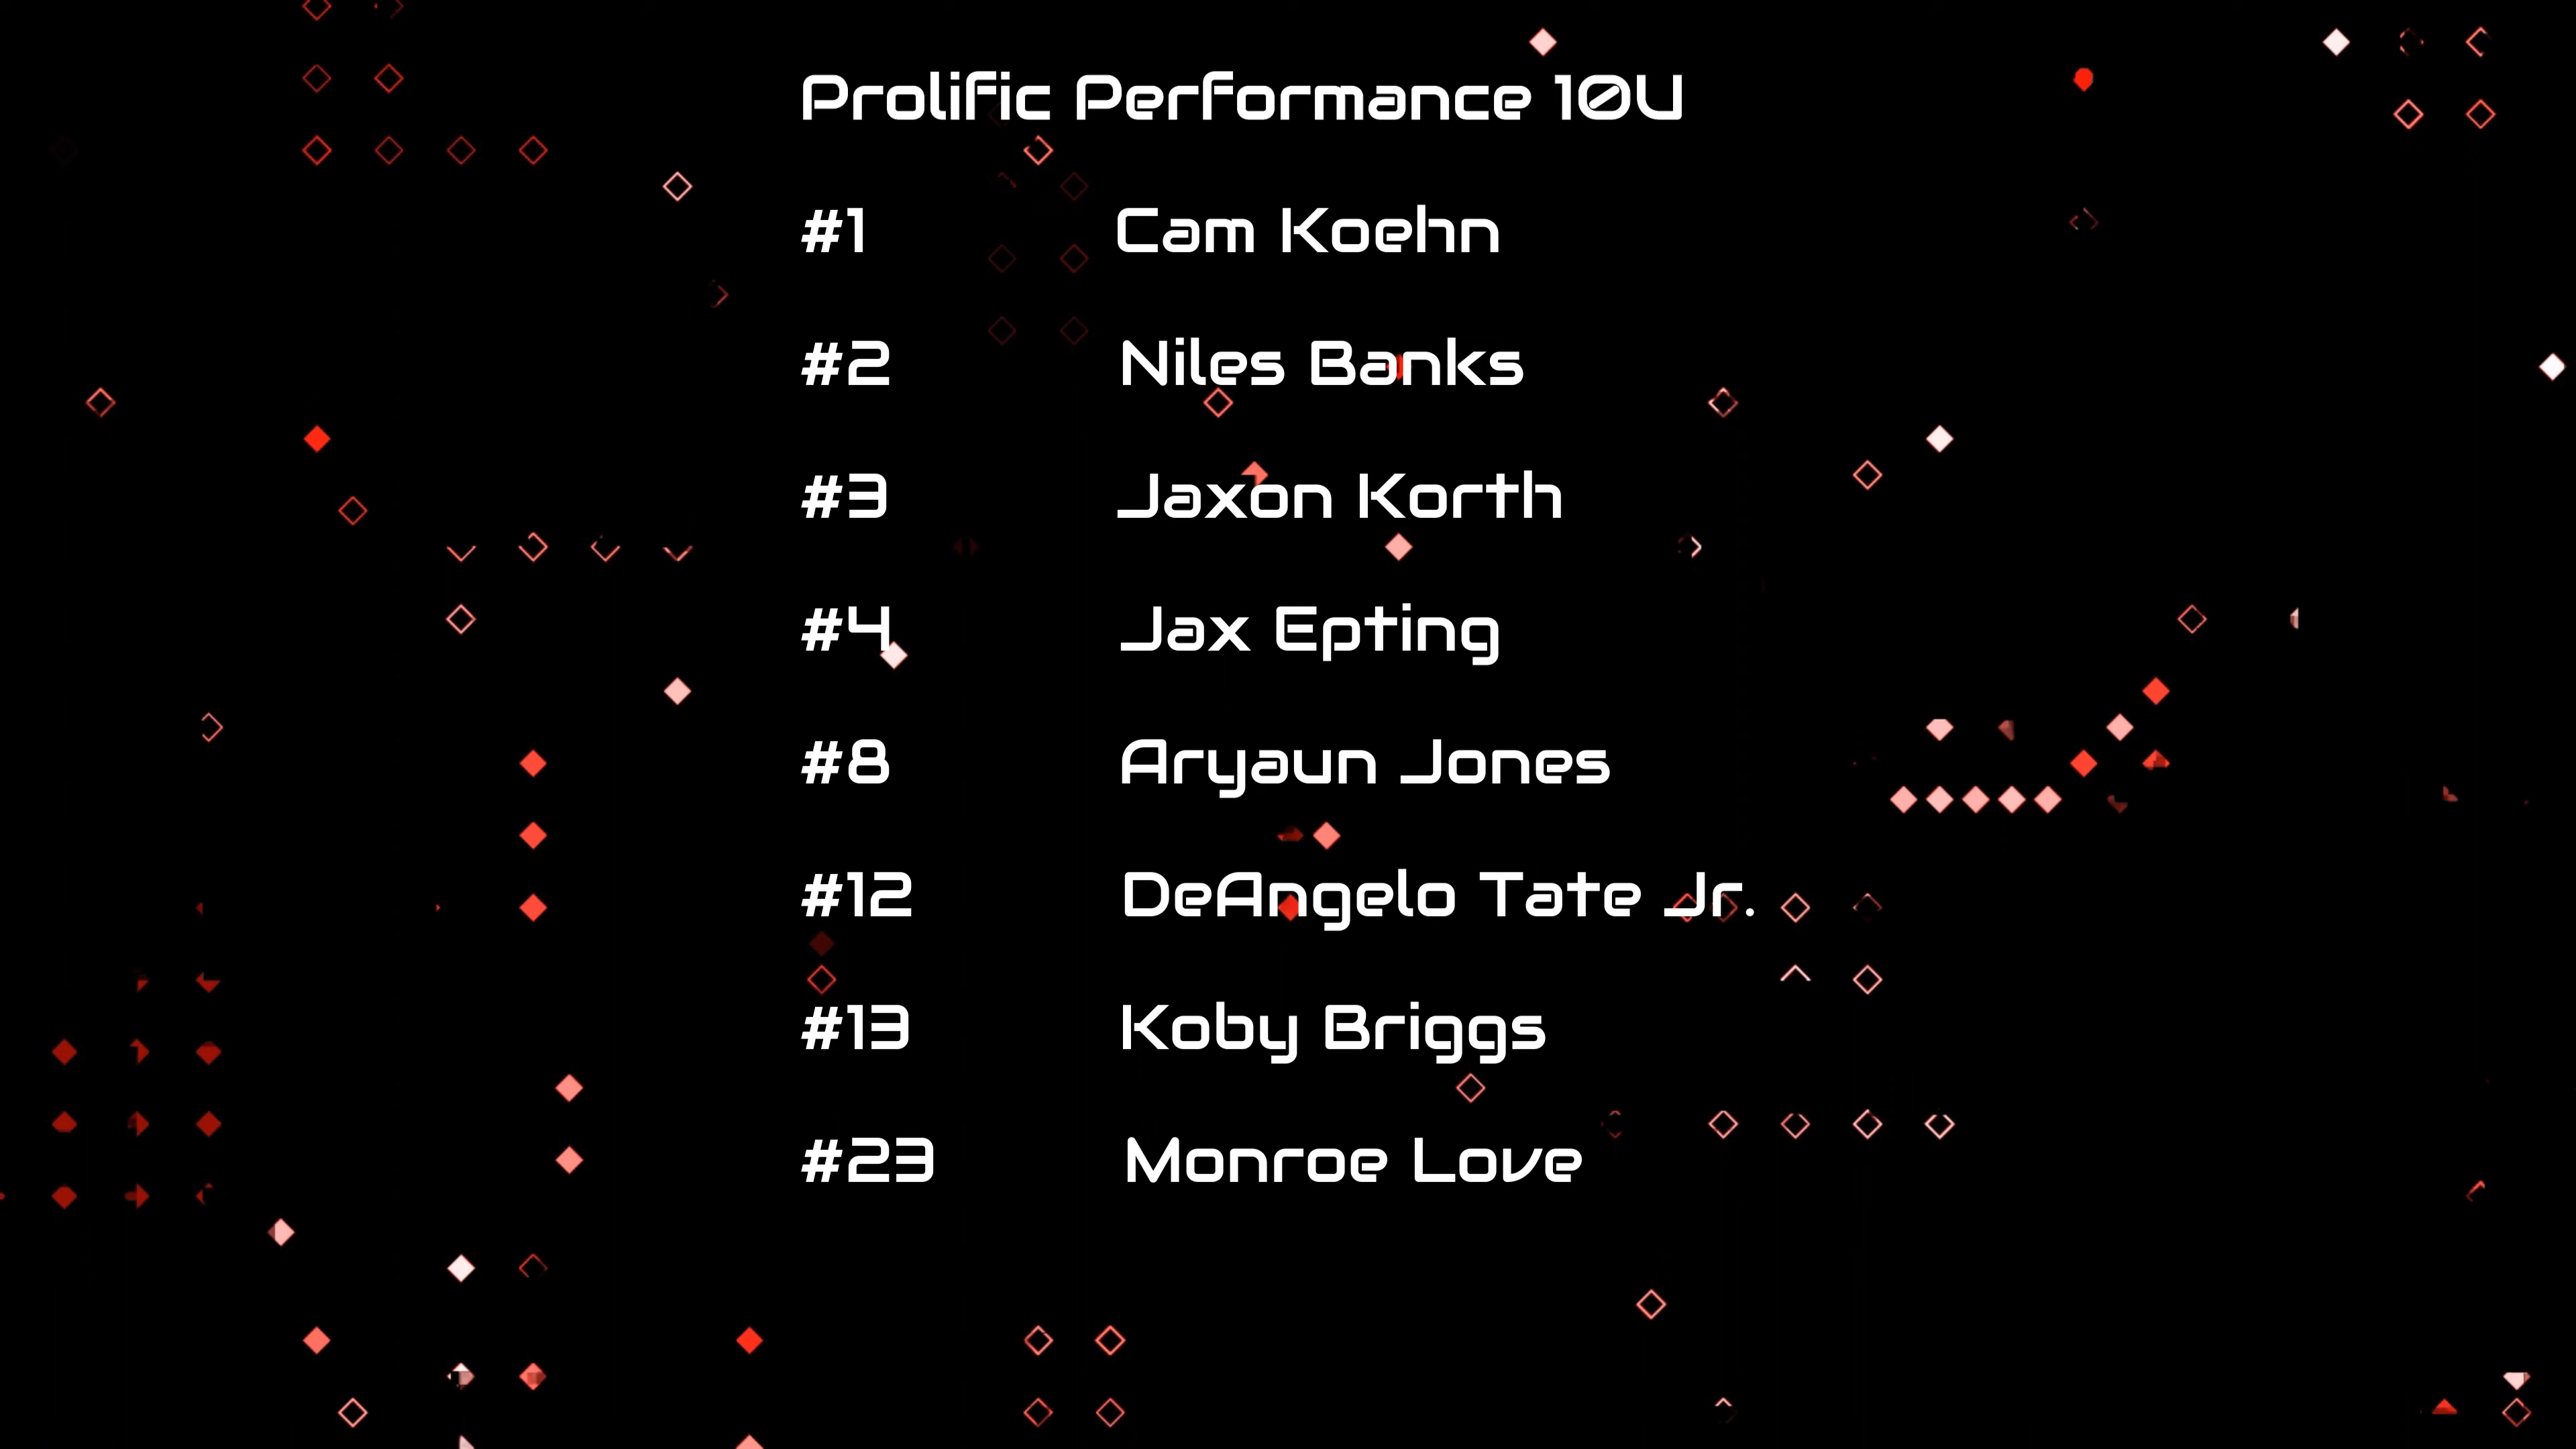 Prolific Performance 10U
#1 Cam Koehn
#2 Niles Banks
#3 Jaxon Korth
#4 Jax Epting
#8 Aryaun Jones
#12 DeAngelo Tate Jr.
#13 Koby Briggs
#23 Monroe Love